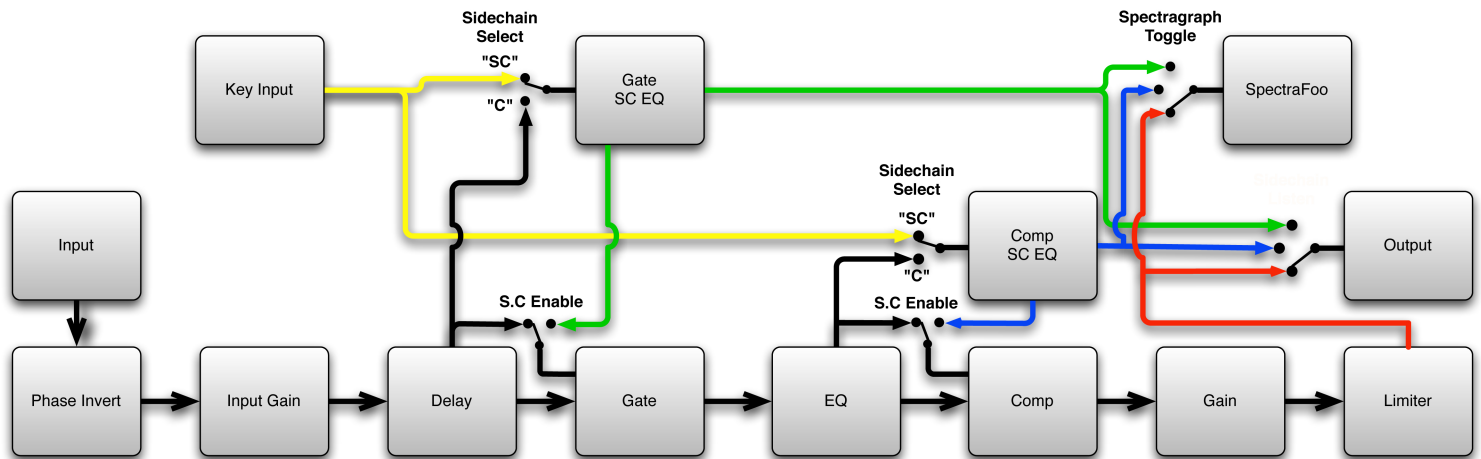 Sidechain
Select
Spectragraph
Toggle
"SC"
Key Input
Gate
SC EQ
SpectraFoo
"C"
Sidechain
Select
"SC"
Input
Comp
SC EQ
Output
"C"
S.C Enable
S.C Enable
Phase Invert
Input Gain
Delay
Gate
EQ
Comp
Gain
Limiter